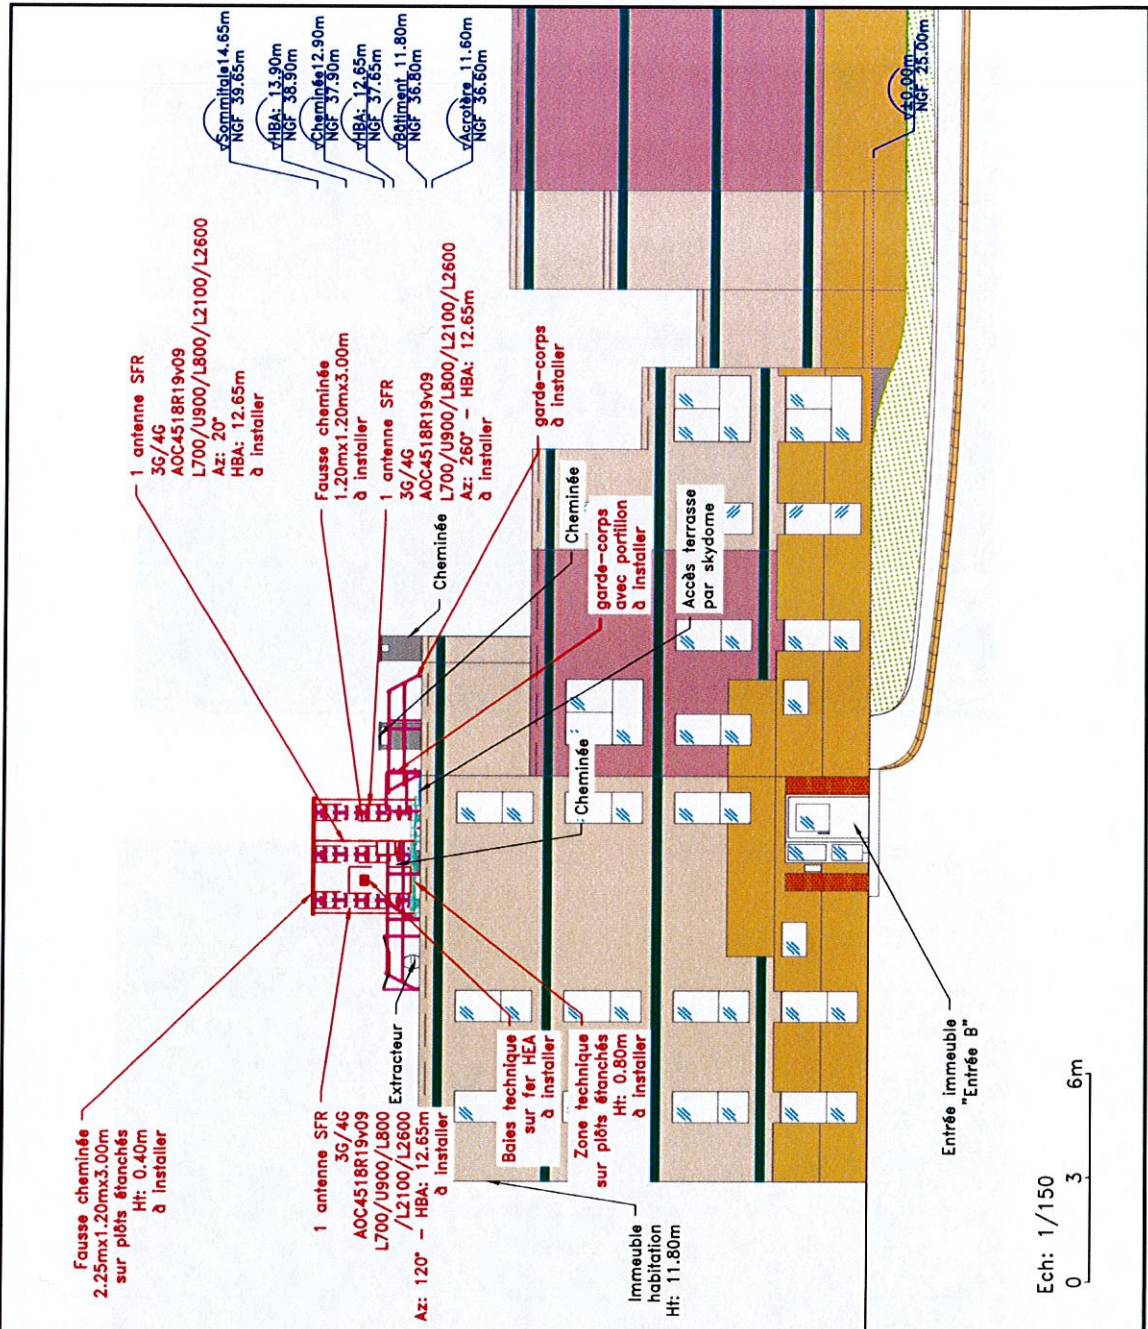 Fausse cheminée
2.25mx1.20mx3.00m
sur plôts étanchés
Ht: 0.40m
à installer
1 antenne SFR
3G/4G
AOC4518R19v09
L700/U900/L800
/L2100/L2600
Az: 120° – HBA: 12.65m
à installer
Extracteur
Baies technique
sur fer HEA
à installer
Zone technique
sur plôts étanchés
Ht: 0.80m
à installer
Immeuble
habitation
Ht: 11.80m
1 antenne SFR
3G/4G
AOC4518R19v09
L700/U900/L800/L2100/L2600
Az: 20°
HBA: 12.65m
à installer
Fausse cheminée
1.20mx1.20mx3.00m
à installer
1 antenne SFR
3G/4G
AOC4518R19v09
L700/U900/L800/L2100/L2600
Az: 260° – HBA: 12.65m
à installer
garde-corps
à installer
Cheminée
Cheminée
garde-corps
avec portillon
à installer
Accès terrasse
par skydome
Cheminée
Entrée immeuble
"Entrée B"
Sommitale14.65m
NGF 39.65m
HBA: 13.90m
NGF 38.90m
Cheminée12.90m
NGF 37.90m
HBA: 12.65m
NGF 37.65m
Bâtiment 11.80m
NGF 36.80m
Acrotère 11.60m
NGF 36.60m
±0.00m
NGF 25.00m
Ech: 1/150
0 3 6m